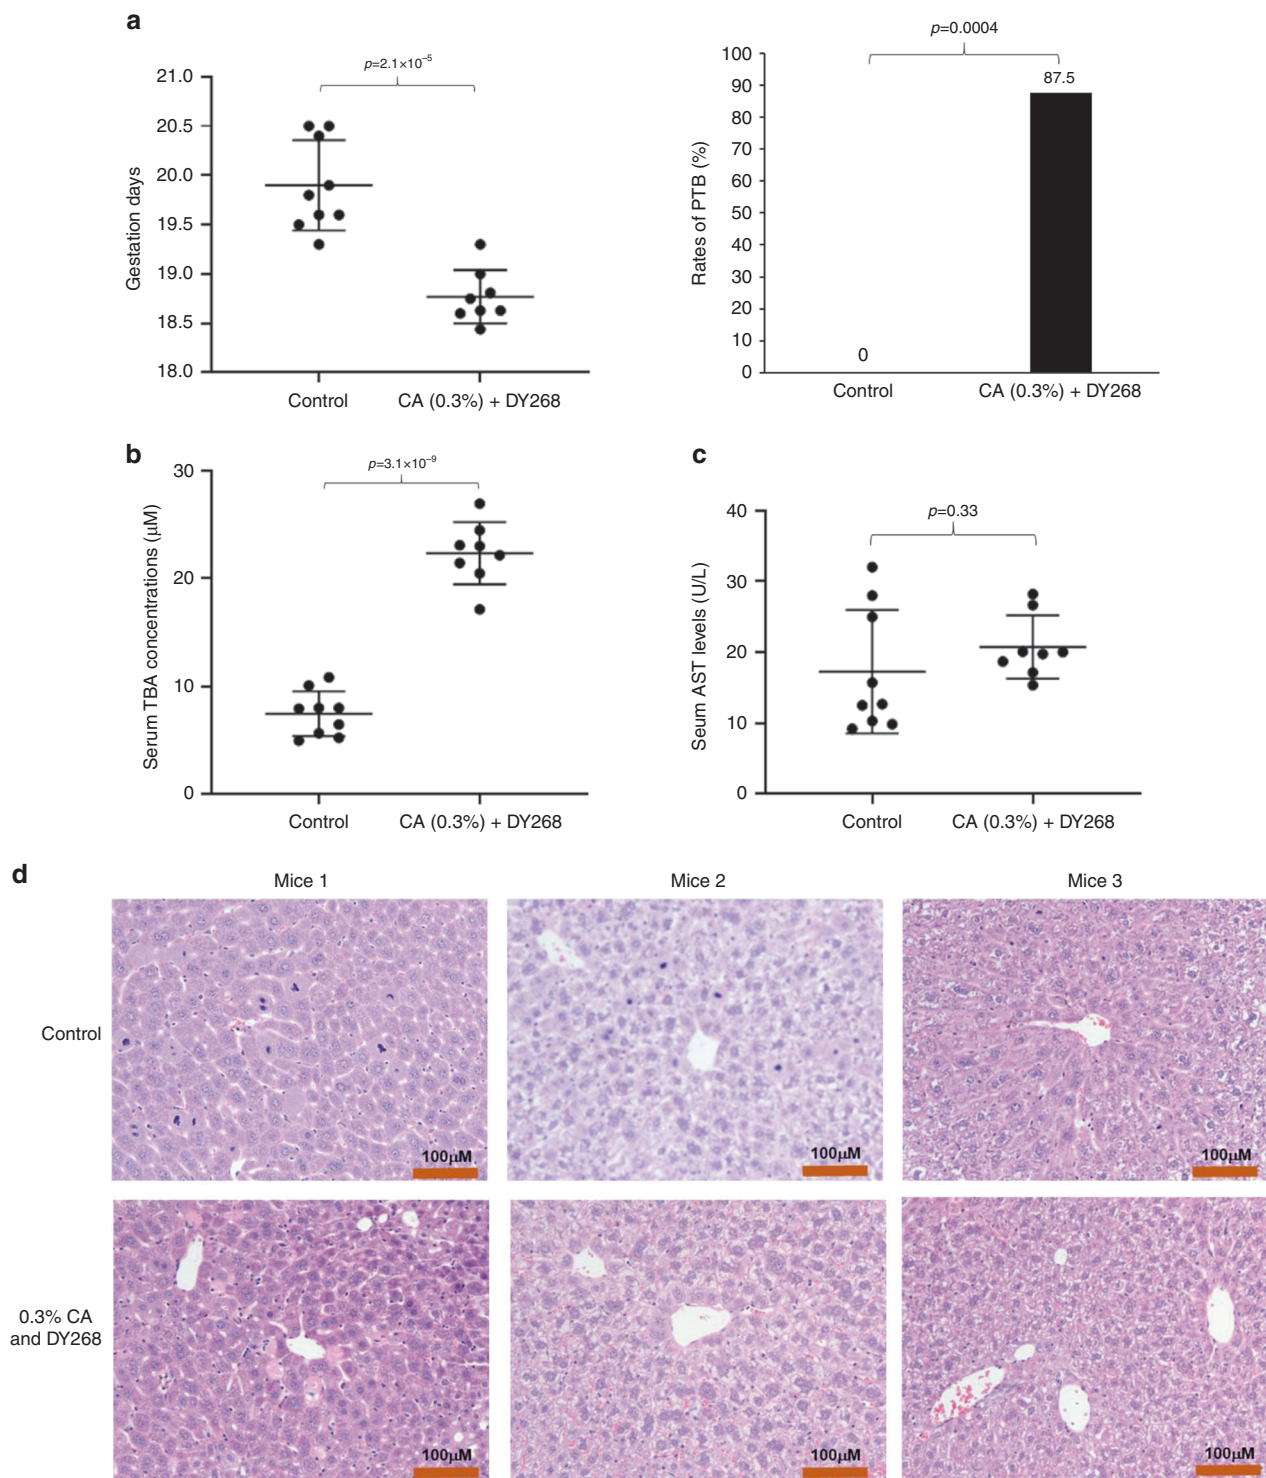 a
p=2.1×10⁻⁵
21.0
20.5
20.0
19.5
19.0
18.5
18.0
Gestation days
Control
CA (0.3%) + DY268
p=0.0004
100
90
80
70
60
50
40
30
20
10
0
Rates of PTB (%)
87.5
0
Control
CA (0.3%) + DY268
b
p=3.1×10⁻⁹
30
20
10
0
Serum TBA concentrations (µM)
Control
CA (0.3%) + DY268
c
p=0.33
40
30
20
10
0
Seum AST levels (U/L)
Control
CA (0.3%) + DY268
d
Mice 1
Mice 2
Mice 3
Control
100µM
100µM
100µM
0.3% CA
and DY268
100µM
100µM
100µM